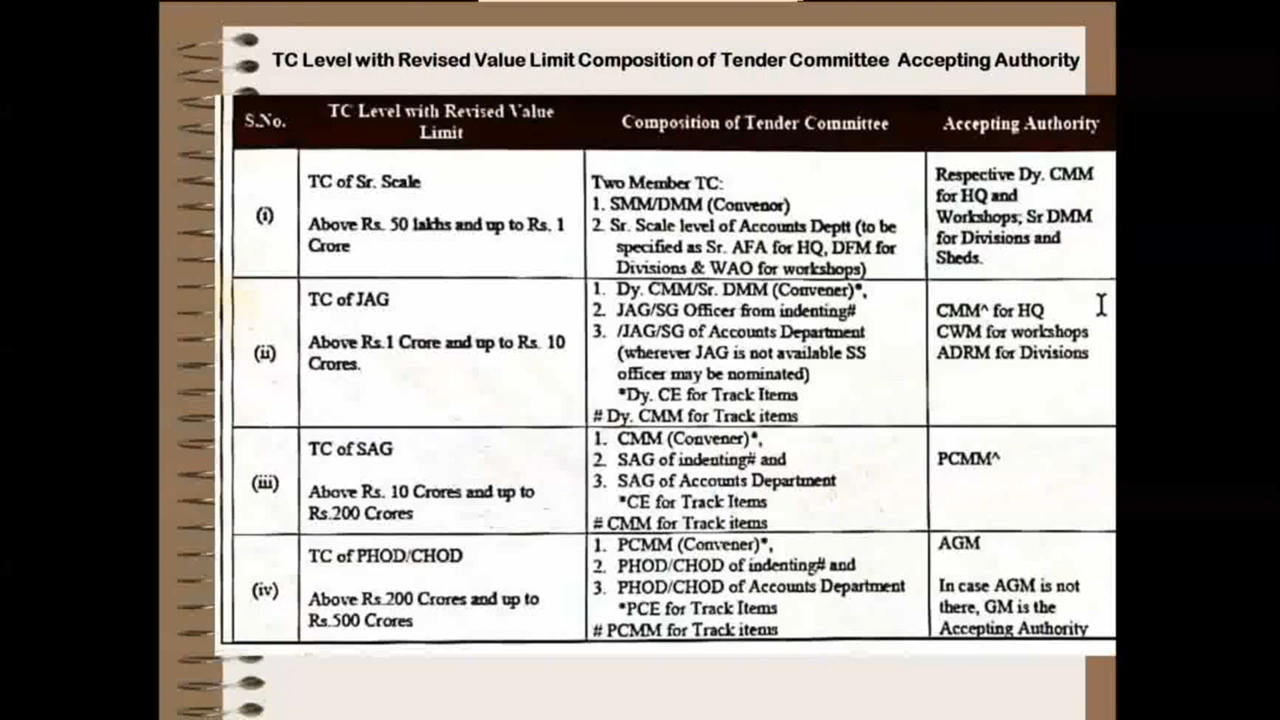 TC Level with Revised Value Limit Composition of Tender Committee Accepting Authority
S.No.
TC Level with Revised Value
Limit
Composition of Tender Committee
Accepting Authority
(i)
TC of Sr. Scale
Above Rs. 50 lakhs and up to Rs. 1
Crore
Two Member TC:
1. SMM/DMM (Convenor)
2. Sr. Scale level of Accounts Deptt (to be
specified as Sr. AFA for HQ, DFM for
Divisions & WAO for workshops)
Respective Dy. CMM
for HQ and
Workshops; Sr DMM
for Divisions and
Sheds.
(ii)
TC of JAG
Above Rs.1 Crore and up to Rs. 10
Crores.
1. Dy. CMM/Sr. DMM (Convener)*,
2. JAG/SG Officer from indenting#
3. /JAG/SG of Accounts Department
(wherever JAG is not available SS
officer may be nominated)
*Dy. CE for Track Items
# Dy. CMM for Track items
CMM^ for HQ
CWM for workshops
ADRM for Divisions
(iii)
TC of SAG
Above Rs. 10 Crores and up to
Rs.200 Crores
1. CMM (Convener)*,
2. SAG of indenting# and
3. SAG of Accounts Department
*CE for Track Items
# CMM for Track items
PCMM^
(iv)
TC of PHOD/CHOD
Above Rs.200 Crores and up to
Rs.500 Crores
1. PCMM (Convener)*,
2. PHOD/CHOD of indenting# and
3. PHOD/CHOD of Accounts Department
*PCE for Track Items
# PCMM for Track items
AGM
In case AGM is not
there, GM is the
Accepting Authority